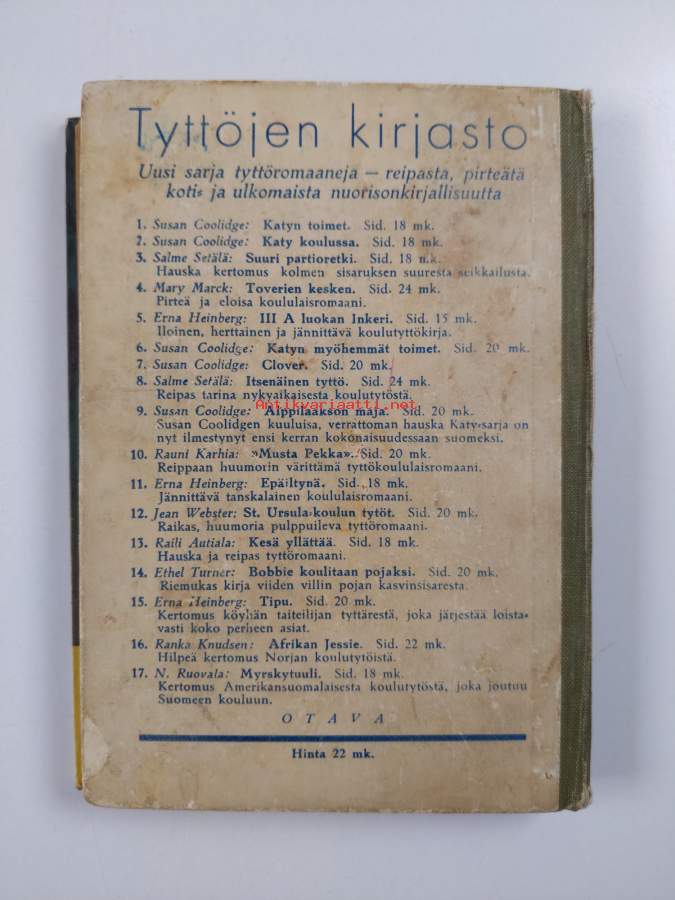 Tyttöjen kirjasto
Uusi sarja tyttöromaaneja — reipasta, pirteätä
koti- ja ulkomaista nuorisonkirjallisuutta
1. Susan Coolidge: Katyn toimet. Sid. 18 mk.
2. Susan Coolidge: Katy koulussa. Sid. 18 mk.
3. Salme Setälä: Suuri partioretki. Sid. 18 mk.
Hauska kertomus kolmen sisaruksen suuresta seikkailusta.
4. Mary Marck: Toverien kesken. Sid. 24 mk.
Pirteä ja eloisa koululaisromaani.
5. Erna Heinberg: III A luokan Inkeri. Sid. 15 mk.
Iloinen, herttainen ja jännittävä koulutyttökirja.
6. Susan Coolidge: Katyn myöhemmät toimet. Sid. 20 mk.
7. Susan Coolidge: Clover. Sid. 20 mk.
8. Salme Setälä: Itsenäinen tyttö. Sid. 24 mk.
Reipas tarina nykyaikaisesta koulutytöstä.
Antikvariaatti.net
9. Susan Coolidge: Alppilaakson maja. Sid. 20 mk.
Susan Coolidgen kuuluisa, verrattoman hauska Katy-sarja on
nyt ilmestynyt ensi kerran kokonaisuudessaan suomeksi.
10. Rauni Karhia: »Musta Pekka». Sid. 20 mk.
Reippaan huumorin värittämä tyttökoululaisromaani.
11. Erna Heinberg: Epäiltynä. Sid. 18 mk.
Jännittävä tanskalainen koululaisromaani.
12. Jean Webster: St. Ursula-koulun tytöt. Sid. 20 mk.
Raikas, huumoria pulppuileva tyttöromaani.
13. Raili Autiala: Kesä yllättää. Sid. 18 mk.
Hauska ja reipas tyttöromaani.
14. Ethel Turner: Bobbie koulitaan pojaksi. Sid. 20 mk.
Riemukas kirja viiden villin pojan kasvinsisaresta.
15. Erna Heinberg: Tipu. Sid. 20 mk.
Kertomus köyhän taiteilijan tyttärestä, joka järjestää loista-
vasti koko perheen asiat.
16. Ranka Knudsen: Afrikan Jessie. Sid. 22 mk.
Hilpeä kertomus Norjan koulutytöistä.
17. N. Ruovala: Myrskytuuli. Sid. 18 mk.
Kertomus Amerikansuomalaisesta koulutytöstä, joka joutuu
Suomeen kouluun.
OTAVA
Hinta 22 mk.